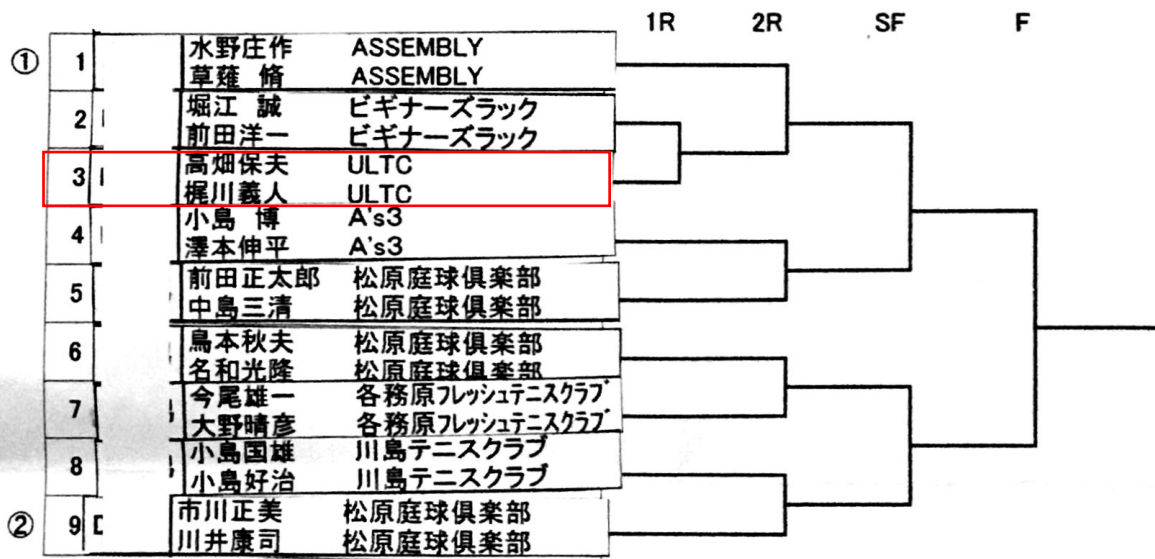 1R 2R SF F
① 1 水野庄作 ASSEMBLY
草薙 脩 ASSEMBLY
2 堀江 誠 ビギナーズラック
前田洋一 ビギナーズラック
3 高畑保夫 ULTC
梶川義人 ULTC
4 小島 博 A's3
澤本伸平 A's3
5 前田正太郎 松原庭球倶楽部
中島三清 松原庭球倶楽部
6 鳥本秋夫 松原庭球倶楽部
名和光隆 松原庭球倶楽部
7 今尾雄一 各務原フレッシュテニスクラブ
大野晴彦 各務原フレッシュテニスクラブ
8 小島国雄 川島テニスクラブ
小島好治 川島テニスクラブ
② 9 市川正美 松原庭球倶楽部
川井康司 松原庭球倶楽部